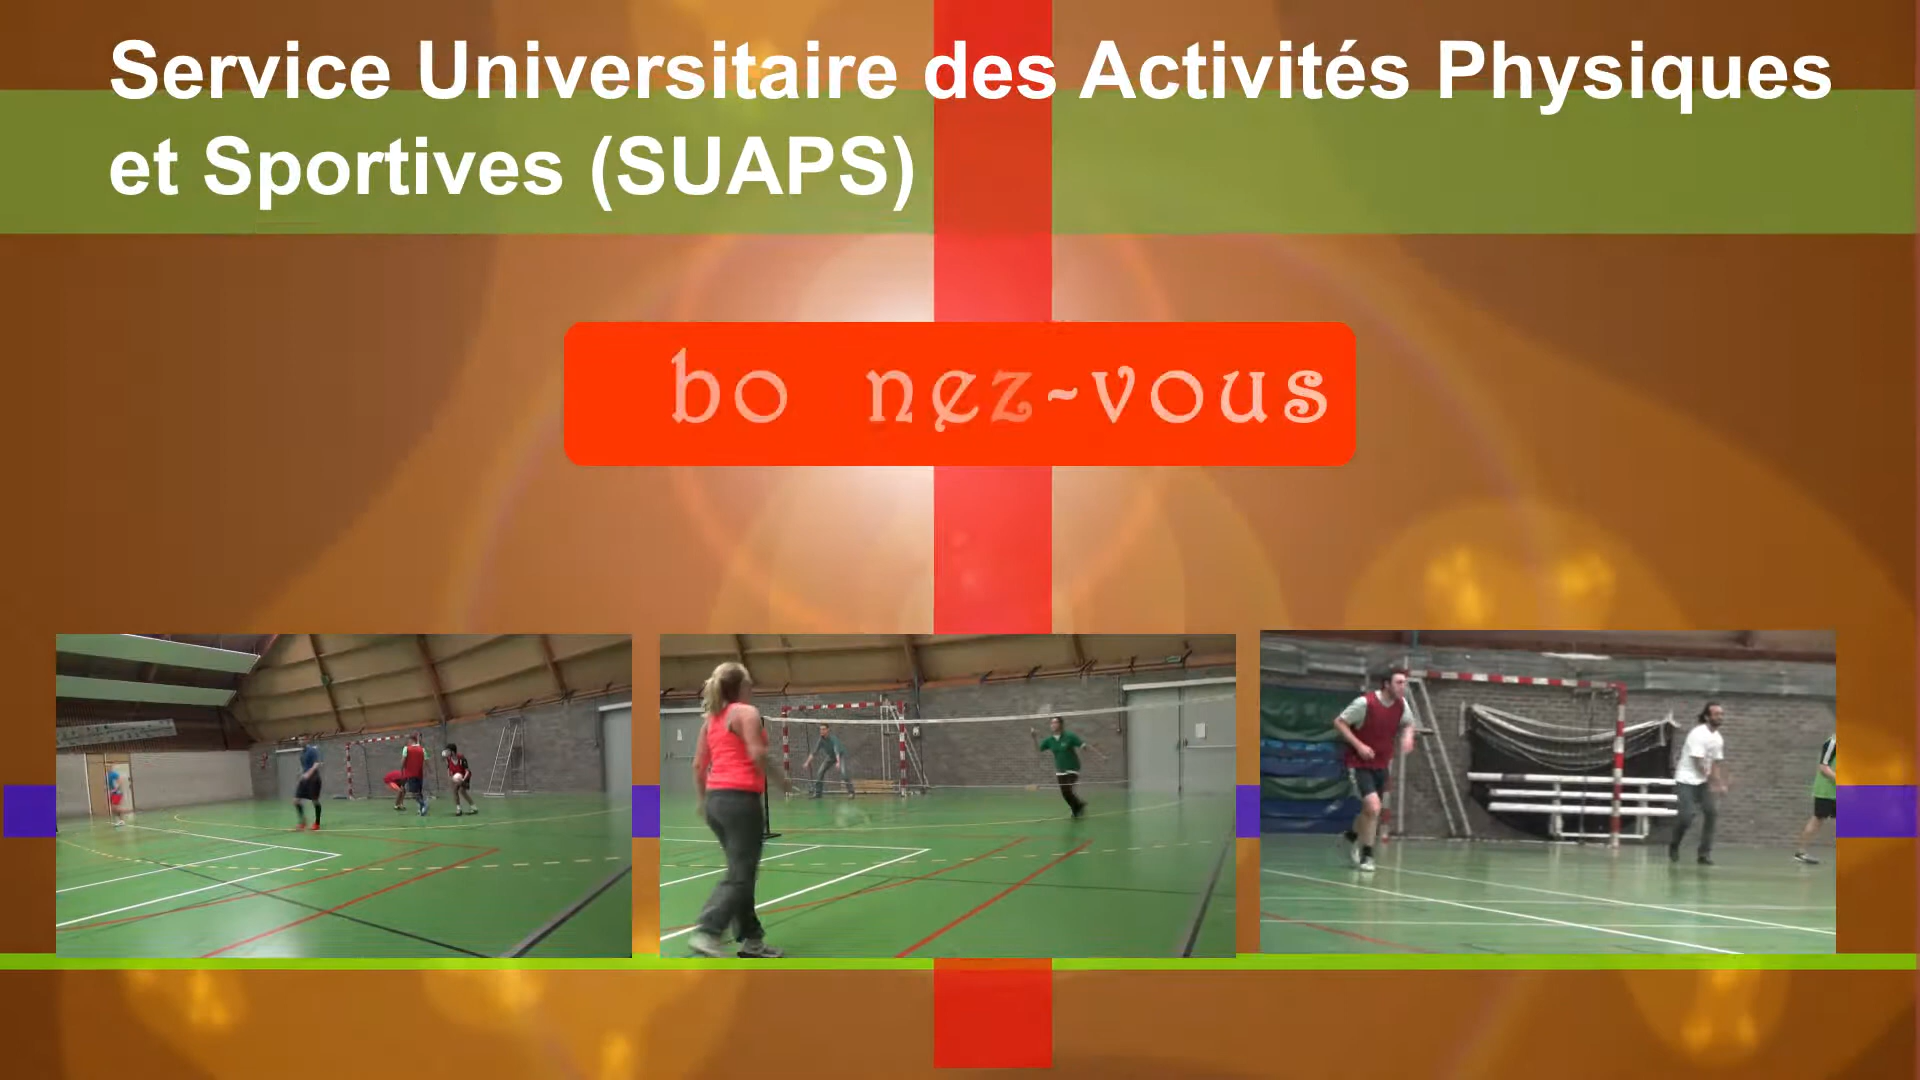 Service Universitaire des Activités Physiques
et Sportives (SUAPS)
bo nez-vous